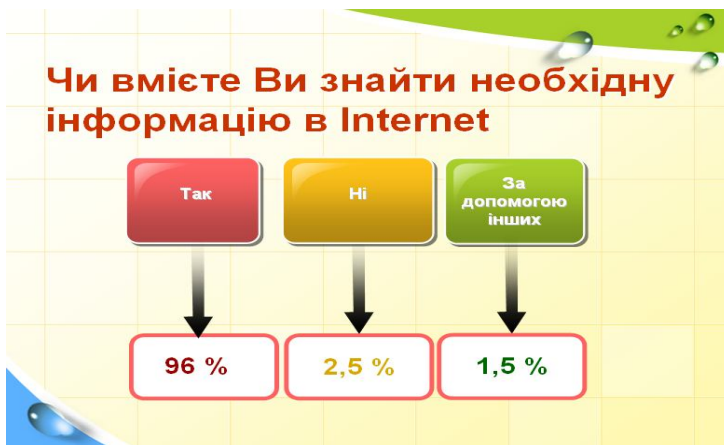 Чи вмієте Ви знайти необхідну
інформацію в Internet
Так
Ні
За
допомогою
інших
96 %
2,5 %
1,5 %